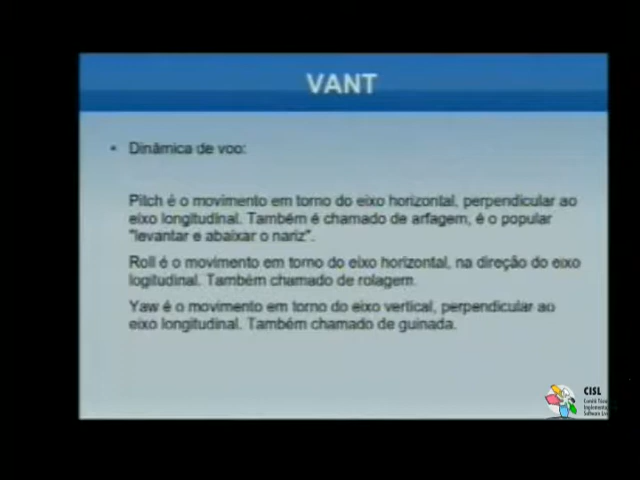 VANT
• Dinâmica de voo:
Pitch é o movimento em torno do eixo horizontal, perpendicular ao
eixo longitudinal. Também é chamado de arfagem, é o popular
"levantar e abaixar o nariz".
Roll é o movimento em torno do eixo horizontal, na direção do eixo
logitudinal. Também chamado de rolagem.
Yaw é o movimento em torno do eixo vertical, perpendicular ao
eixo longitudinal. Também chamado de guinada.
CISL